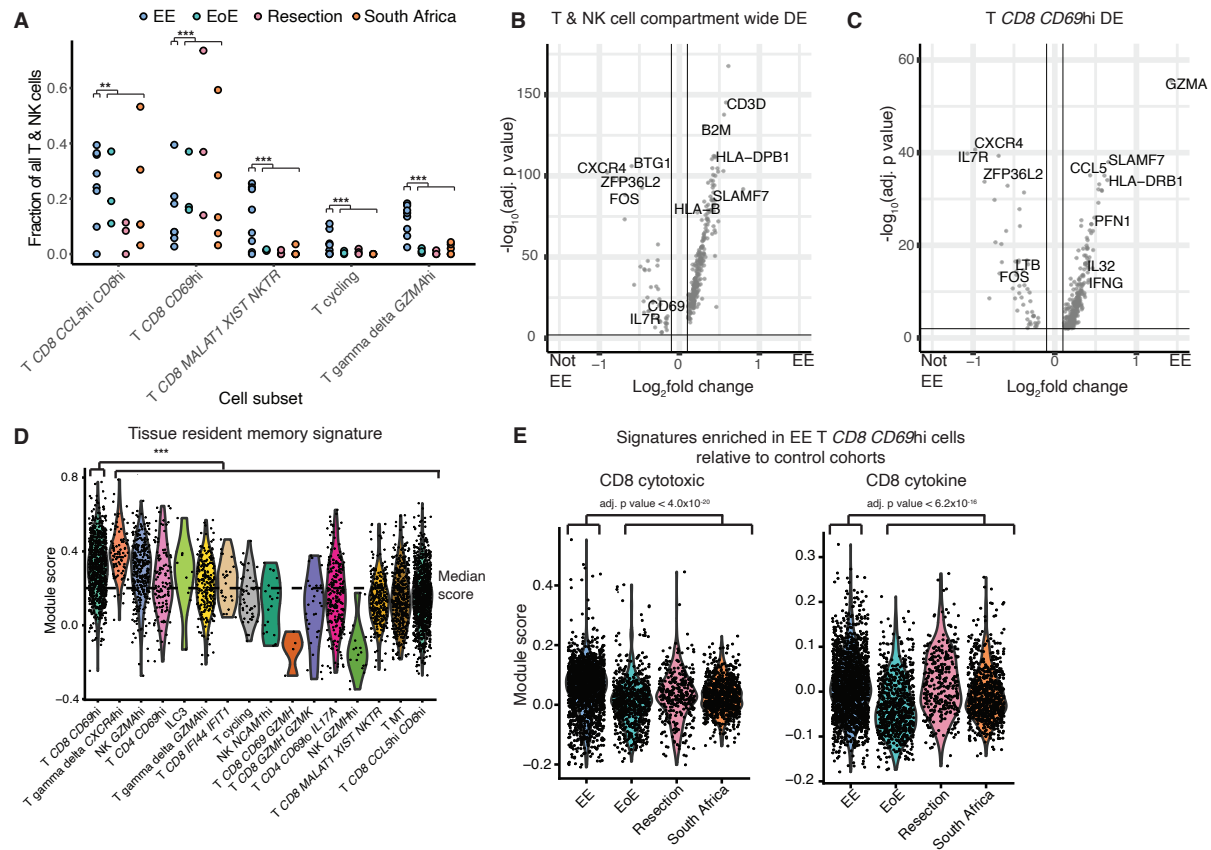 EE EoE Resection South Africa
A
Fraction of all T & NK cells
0.6
0.4
0.2
0.0
**
***
***
***
***
T CD8 CCL5hi CD6hi
T CD8 CD69hi
T CD8 MALAT1 XIST NKTR
T cycling
T gamma delta GZMAhi
Cell subset
B
T & NK cell compartment wide DE
-log10(adj. p value)
150
100
50
0
CD3D
B2M
HLA−DPB1
BTG1
CXCR4
ZFP36L2
FOS
SLAMF7
HLA−B
CD69
IL7R
Not
EE
−1
0
1
EE
Log2fold change
C
T CD8 CD69hi DE
-log10(adj. p value)
60
40
20
0
GZMA
CXCR4
IL7R
ZFP36L2
CCL5
SLAMF7
HLA−DRB1
PFN1
LTB
FOS
IL32
IFNG
Not
EE
−1
0
1
EE
Log2fold change
D
Tissue resident memory signature
***
Module score
0.8
0.4
0.0
−0.4
Median
score
T CD8 CD69hi
T gamma delta CXCR4hi
NK GZMAhi
T CD4 CD69hi
ILC3
T gamma delta GZMAhi
T CD8 IFI44 IFIT1
T cycling
NK NCAM1hi
T CD8 CD69 GZMH
T CD8 GZMH GZMK
T CD4 CD69lo IL17A
NK GZMHhi
T CD8 MALAT1 XIST NKTR
T MT
T CD8 CCL5hi CD6hi
E
Signatures enriched in EE T CD8 CD69hi cells
relative to control cohorts
CD8 cytotoxic
adj. p value < 4.0x10-20
Module score
0.4
0.2
0.0
−0.2
EE
EoE
Resection
South Africa
CD8 cytokine
adj. p value < 6.2x10-16
0.3
0.2
0.1
0.0
−0.1
−0.2
EE
EoE
Resection
South Africa